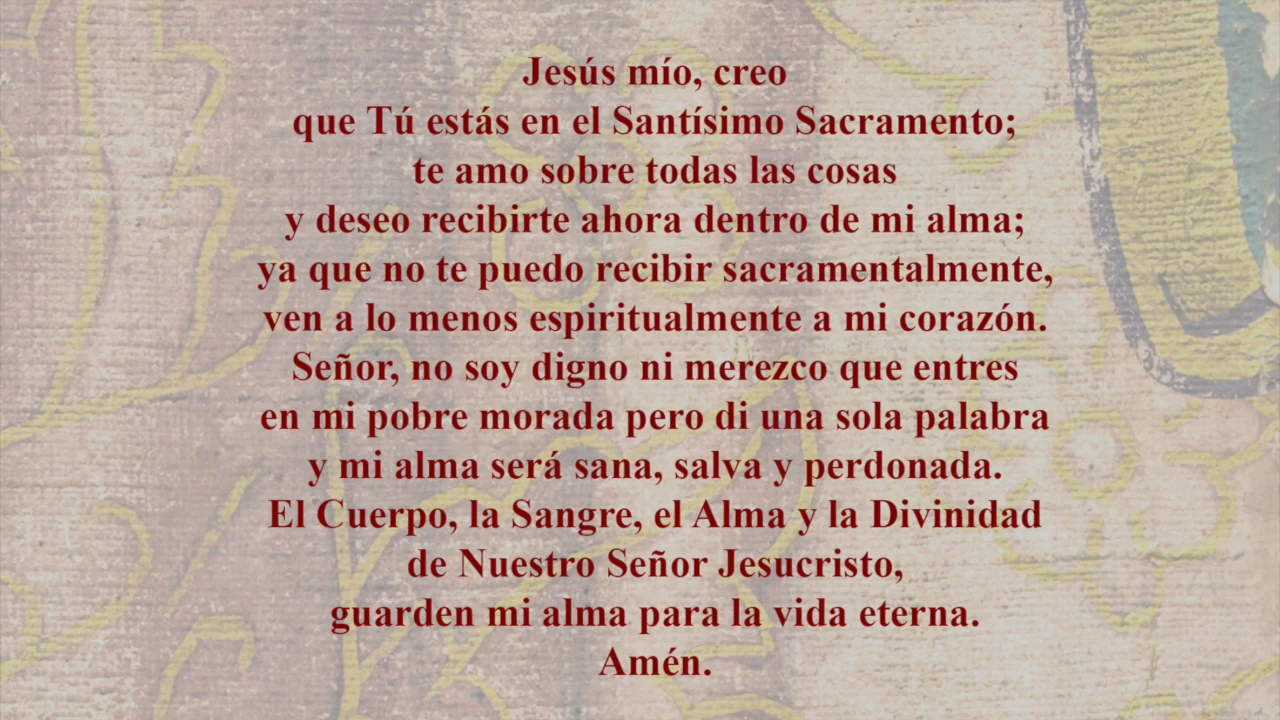 Jesús mío, creo
que Tú estás en el Santísimo Sacramento;
te amo sobre todas las cosas
y deseo recibirte ahora dentro de mi alma;
ya que no te puedo recibir sacramentalmente,
ven a lo menos espiritualmente a mi corazón.
Señor, no soy digno ni merezco que entres
en mi pobre morada pero di una sola palabra
y mi alma será sana, salva y perdonada.
El Cuerpo, la Sangre, el Alma y la Divinidad
de Nuestro Señor Jesucristo,
guarden mi alma para la vida eterna.
Amén.